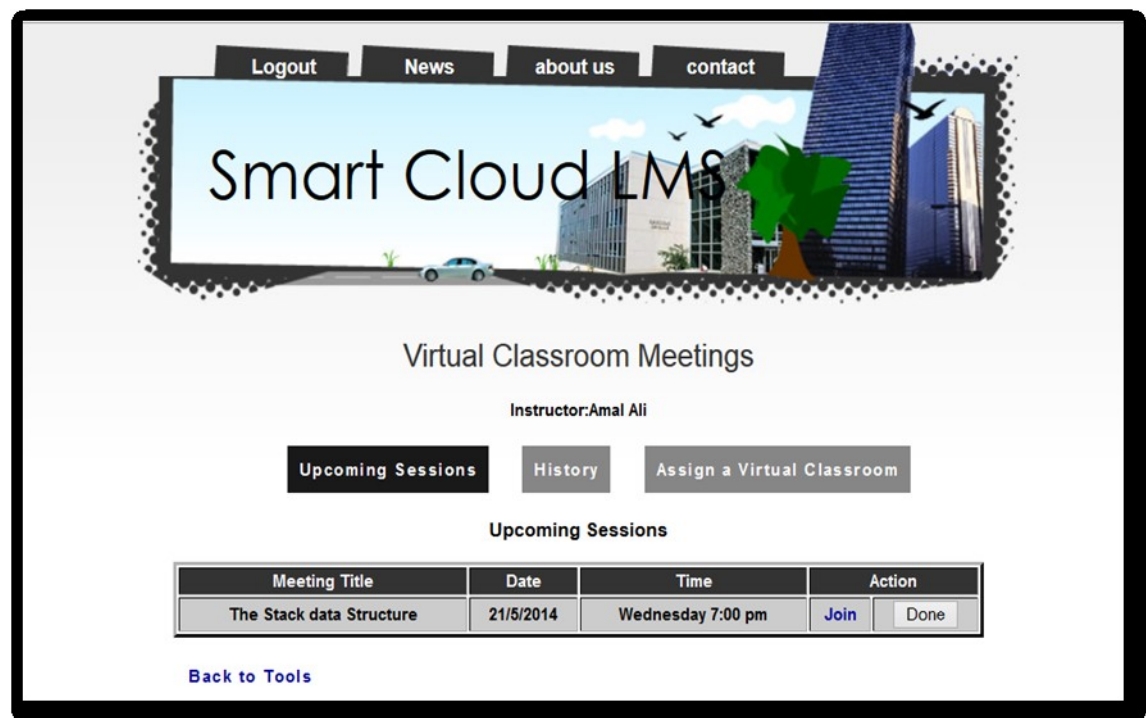 Logout News about us contact
Smart Cloud LMS
Virtual Classroom Meetings
Instructor:Amal Ali
Upcoming Sessions History Assign a Virtual Classroom
Upcoming Sessions
Meeting Title Date Time Action
The Stack data Structure 21/5/2014 Wednesday 7:00 pm Join Done
Back to Tools